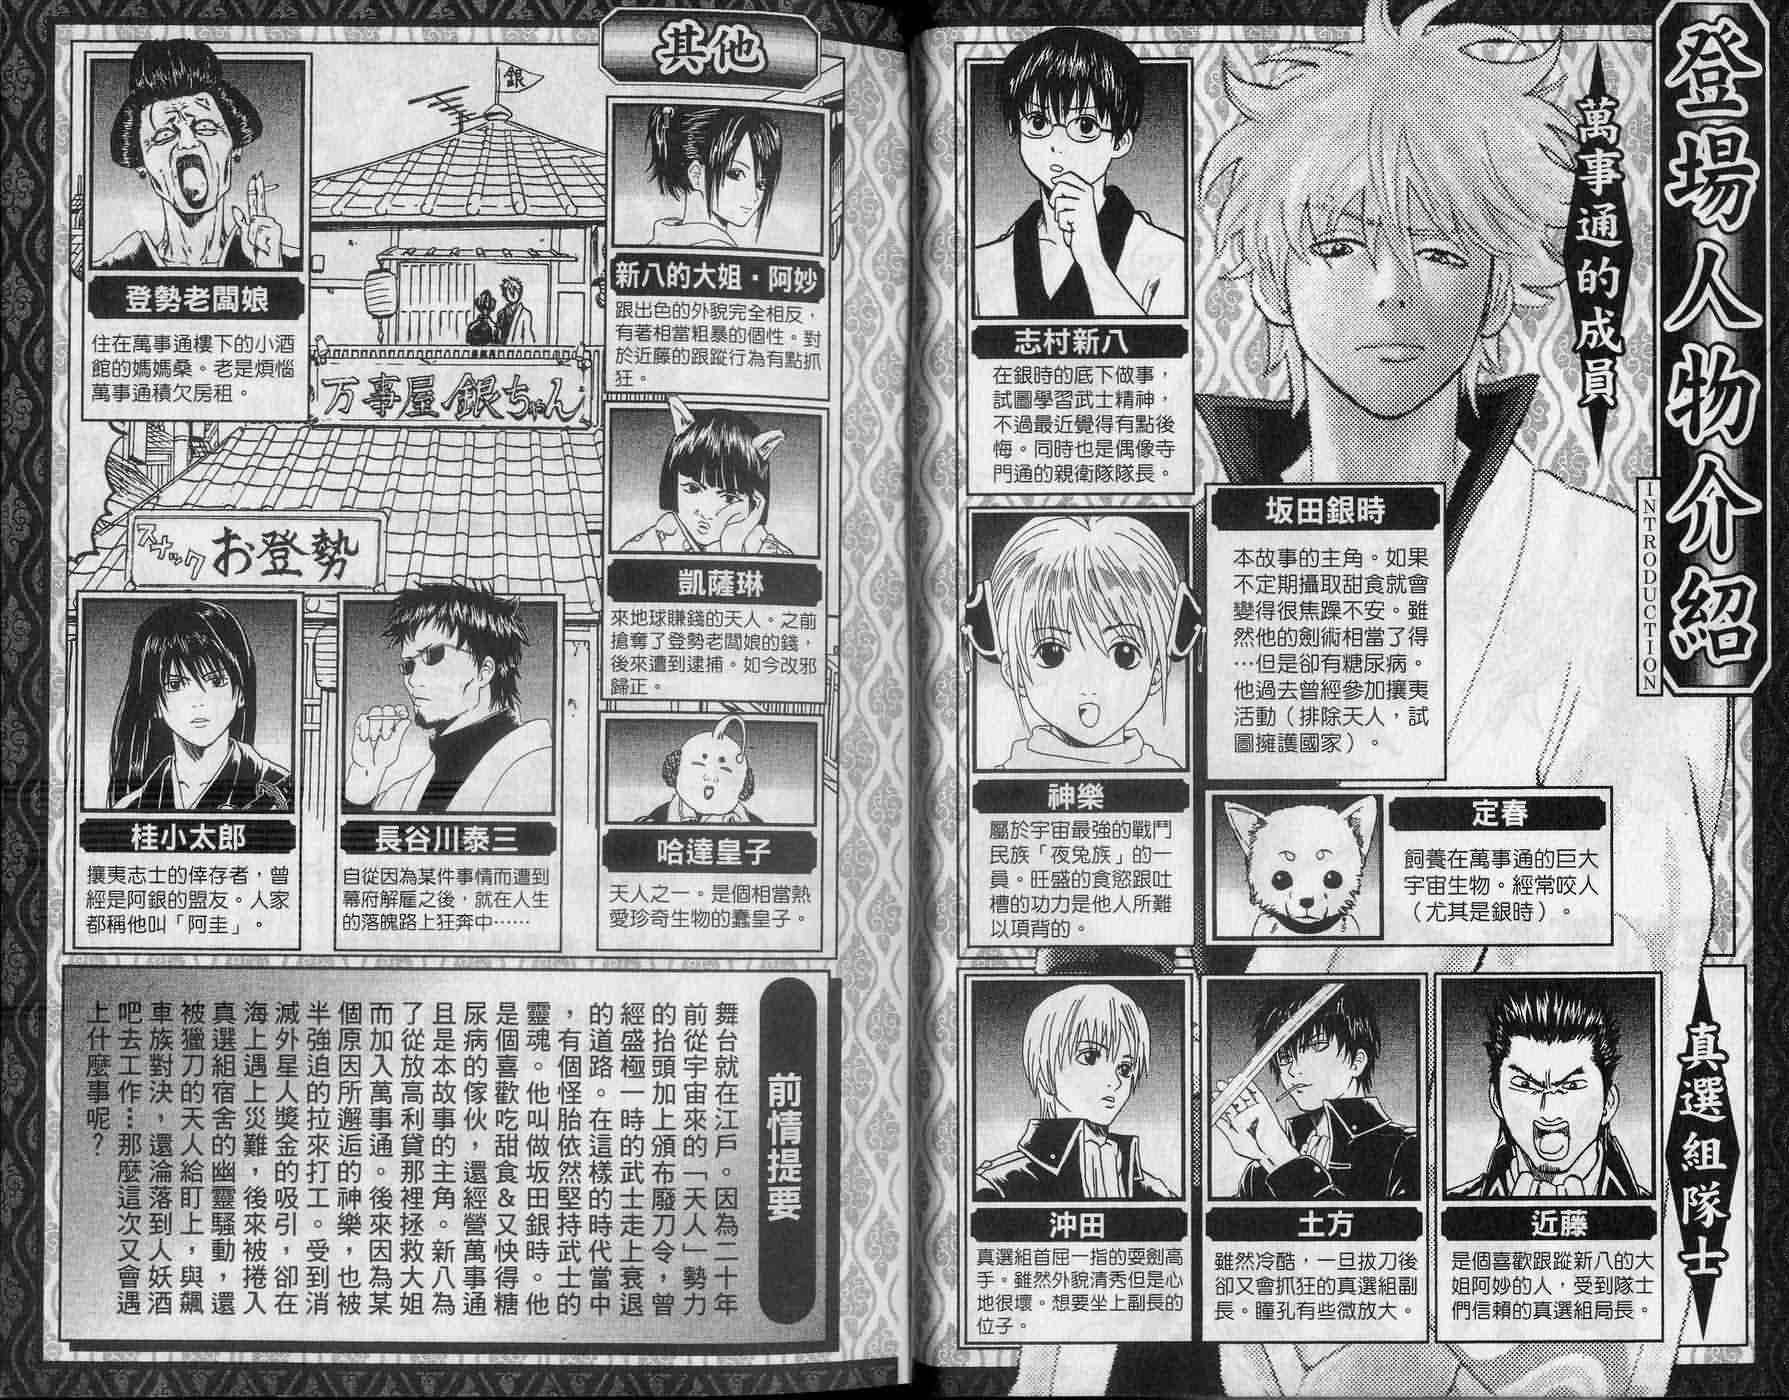 登場人物介紹
INTRODUCTION
萬事通的成員
坂田銀時
本故事的主角。如果
不定期攝取甜食就會
變得很焦躁不安。雖
然他的劍術相當了得
…但是卻有糖尿病。
他過去曾經參加攘夷
活動（排除天人，試
圖擁護國家）。
志村新八
在銀時的底下做事，
試圖學習武士精神，
不過最近覺得有點後
悔。同時也是偶像寺
門通的親衛隊隊長。
神樂
屬於宇宙最強的戰鬥
民族「夜兔族」的一
員。旺盛的食慾跟吐
槽的功力是他人所難
以項背的。
定春
飼養在萬事通的巨大
宇宙生物。經常咬人
（尤其是銀時）。
真選組隊士
近藤
是個喜歡跟蹤新八的大
姐阿妙的人，受到隊士
們信賴的真選組局長。
土方
雖然冷酷，一旦拔刀後
卻又會抓狂的真選組副
長。瞳孔有些微放大。
沖田
真選組首屈一指的耍劍高
手。雖然外貌清秀但是心
地很壞。想要坐上副長的
位子。
其他
新八的大姐・阿妙
跟出色的外貌完全相反，
有著相當粗暴的個性。對
於近藤的跟蹤行為有點抓
狂。
登勢老闆娘
住在萬事通樓下的小酒
館的媽媽桑。老是煩惱
萬事通積欠房租。
銀
万事屋銀ちゃん
スナック お登勢
凱薩琳
來地球賺錢的天人。之前
搶奪了登勢老闆娘的錢，
後來遭到逮捕。如今改邪
歸正。
哈達皇子
天人之一。是個相當熱
愛珍奇生物的蠢皇子。
長谷川泰三
自從因為某件事情而遭到
幕府解雇之後，就在人生
的落魄路上狂奔中……
桂小太郎
攘夷志士的倖存者，曾
經是阿銀的盟友。人家
都稱他叫「阿圭」。
前情提要
舞台就在江戶。因為二十年
前從宇宙來的「天人」勢力
的抬頭加上頒布廢刀令，曾
經盛極一時的武士走上衰退
的道路。在這樣的時代當中
，有個怪胎依然堅持武士的
靈魂。他叫做坂田銀時。他
是個喜歡吃甜食＆又快得糖
尿病的傢伙，還經營萬事通
且是本故事的主角。新八為
了從放高利貸那裡拯救大姐
而加入萬事通。後來因為某
個原因所邂逅的神樂，也被
半強迫的拉來打工。受到消
滅外星人獎金的吸引，卻在
海上遇上災難，後來被捲入
真選組宿舍的幽靈騷動，還
被獵刀的天人給盯上，與飆
車族對決，還淪落到人妖酒
吧去工作…那麼這次又會遇
上什麼事呢？